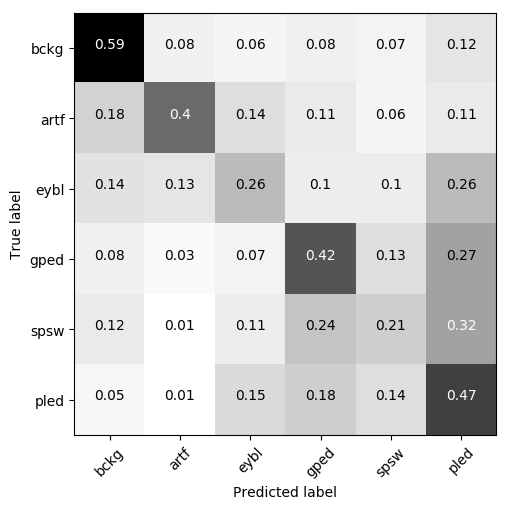 bckg 0.59 0.08 0.06 0.08 0.07 0.12
artf 0.18 0.4 0.14 0.11 0.06 0.11
eybl 0.14 0.13 0.26 0.1 0.1 0.26
gped 0.08 0.03 0.07 0.42 0.13 0.27
spsw 0.12 0.01 0.11 0.24 0.21 0.32
pled 0.05 0.01 0.15 0.18 0.14 0.47
True label
bckg artf eybl gped spsw pled
Predicted label